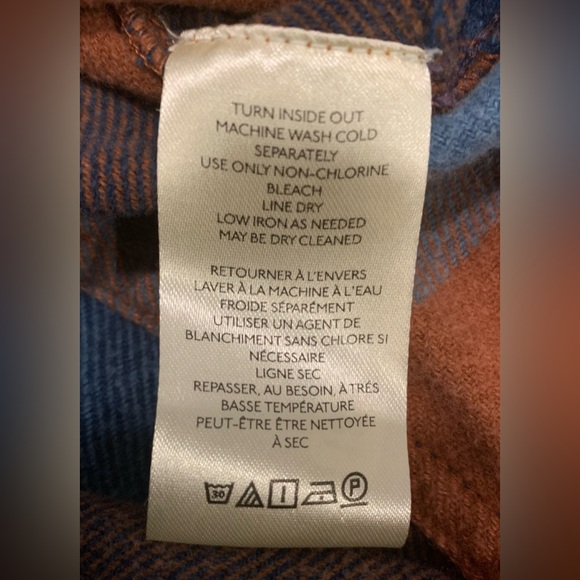 TURN INSIDE OUT
MACHINE WASH COLD
SEPARATELY
USE ONLY NON-CHLORINE
BLEACH
LINE DRY
LOW IRON AS NEEDED
MAY BE DRY CLEANED
RETOURNER À L'ENVERS
LAVER À LA MACHINE À L'EAU
FROIDE SÉPARÉMENT
UTILISER UN AGENT DE
BLANCHIMENT SANS CHLORE SI
NÉCESSAIRE
LIGNE SEC
REPASSER, AU BESOIN, À TRÉS
BASSE TEMPÉRATURE
PEUT-ÊTRE ÊTRE NETTOYÉE
À SEC
30 P